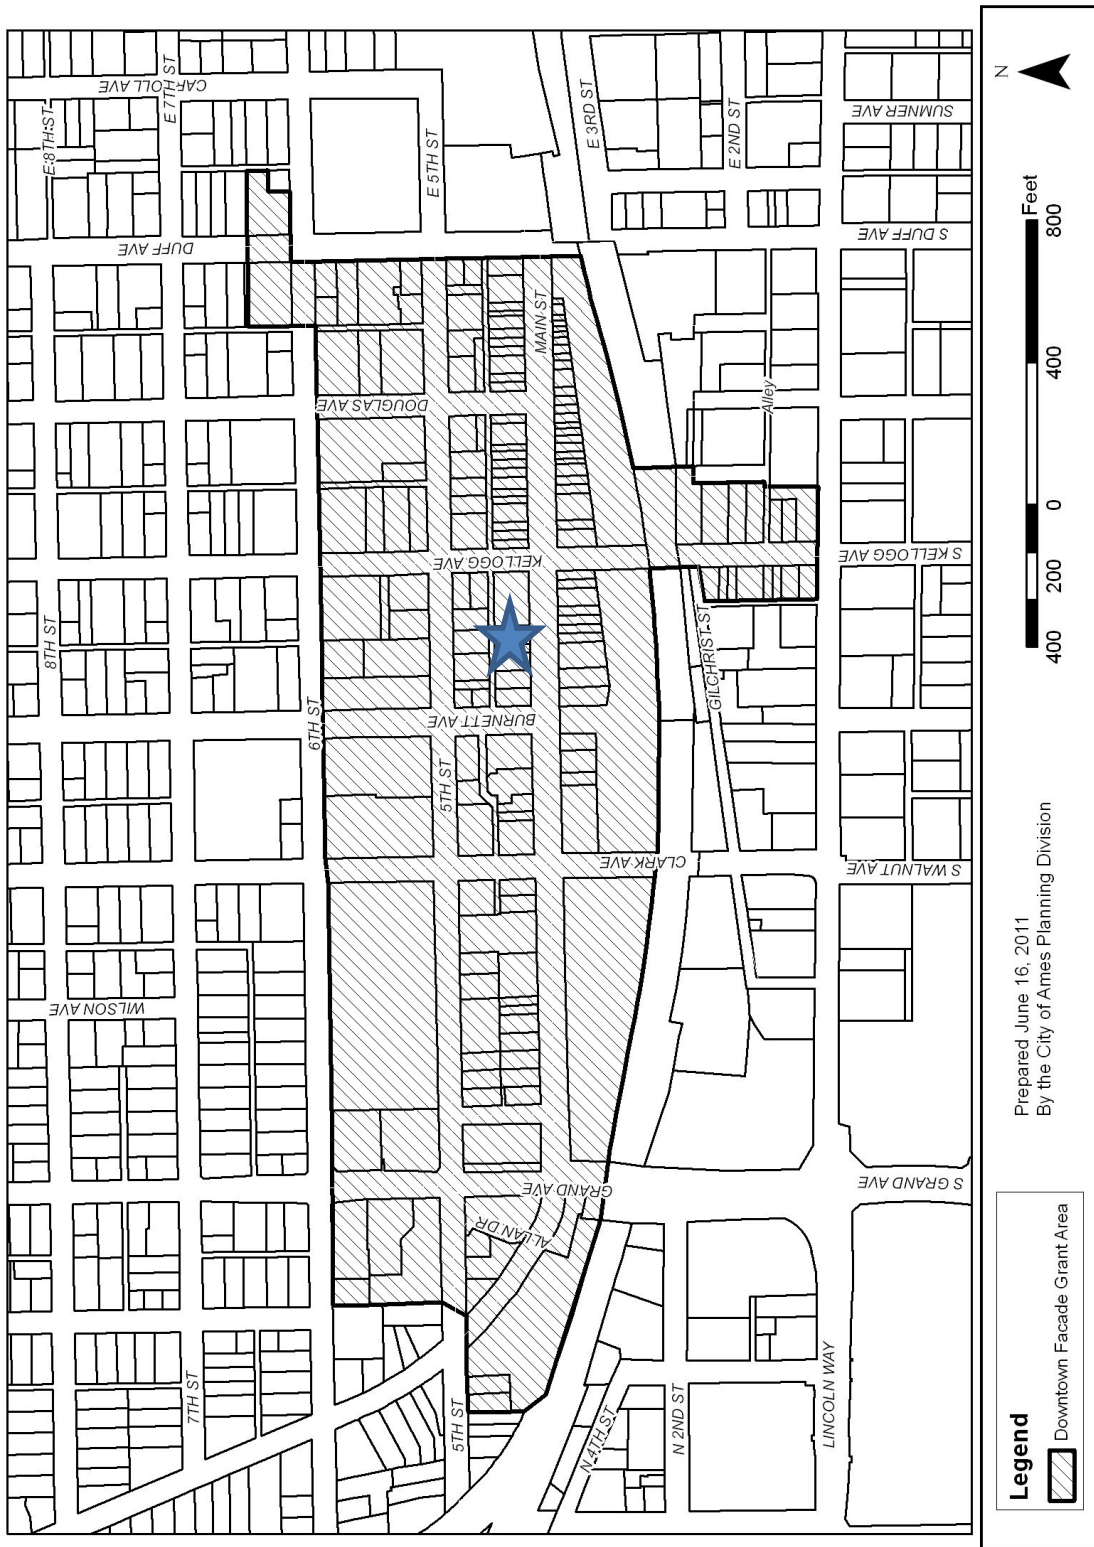 E 8TH ST
E 7TH ST
CARROLL AVE
E 5TH ST
E 3RD ST
E 2ND ST
SUMNER AVE
DUFF AVE
S DUFF AVE
MAIN ST
DOUGLAS AVE
Alley
8TH ST
6TH ST
KELLOGG AVE
S KELLOGG AVE
GILCHRIST ST
BURNETT AVE
5TH ST
CLARK AVE
S WALNUT AVE
WILSON AVE
GRAND AVE
S GRAND AVE
ALLAN DR
7TH ST
5TH ST
N 4TH ST
N 2ND ST
LINCOLN WAY
Legend
Downtown Facade Grant Area
Prepared June 16, 2011
By the City of Ames Planning Division
400 200 0 400 800
Feet
N